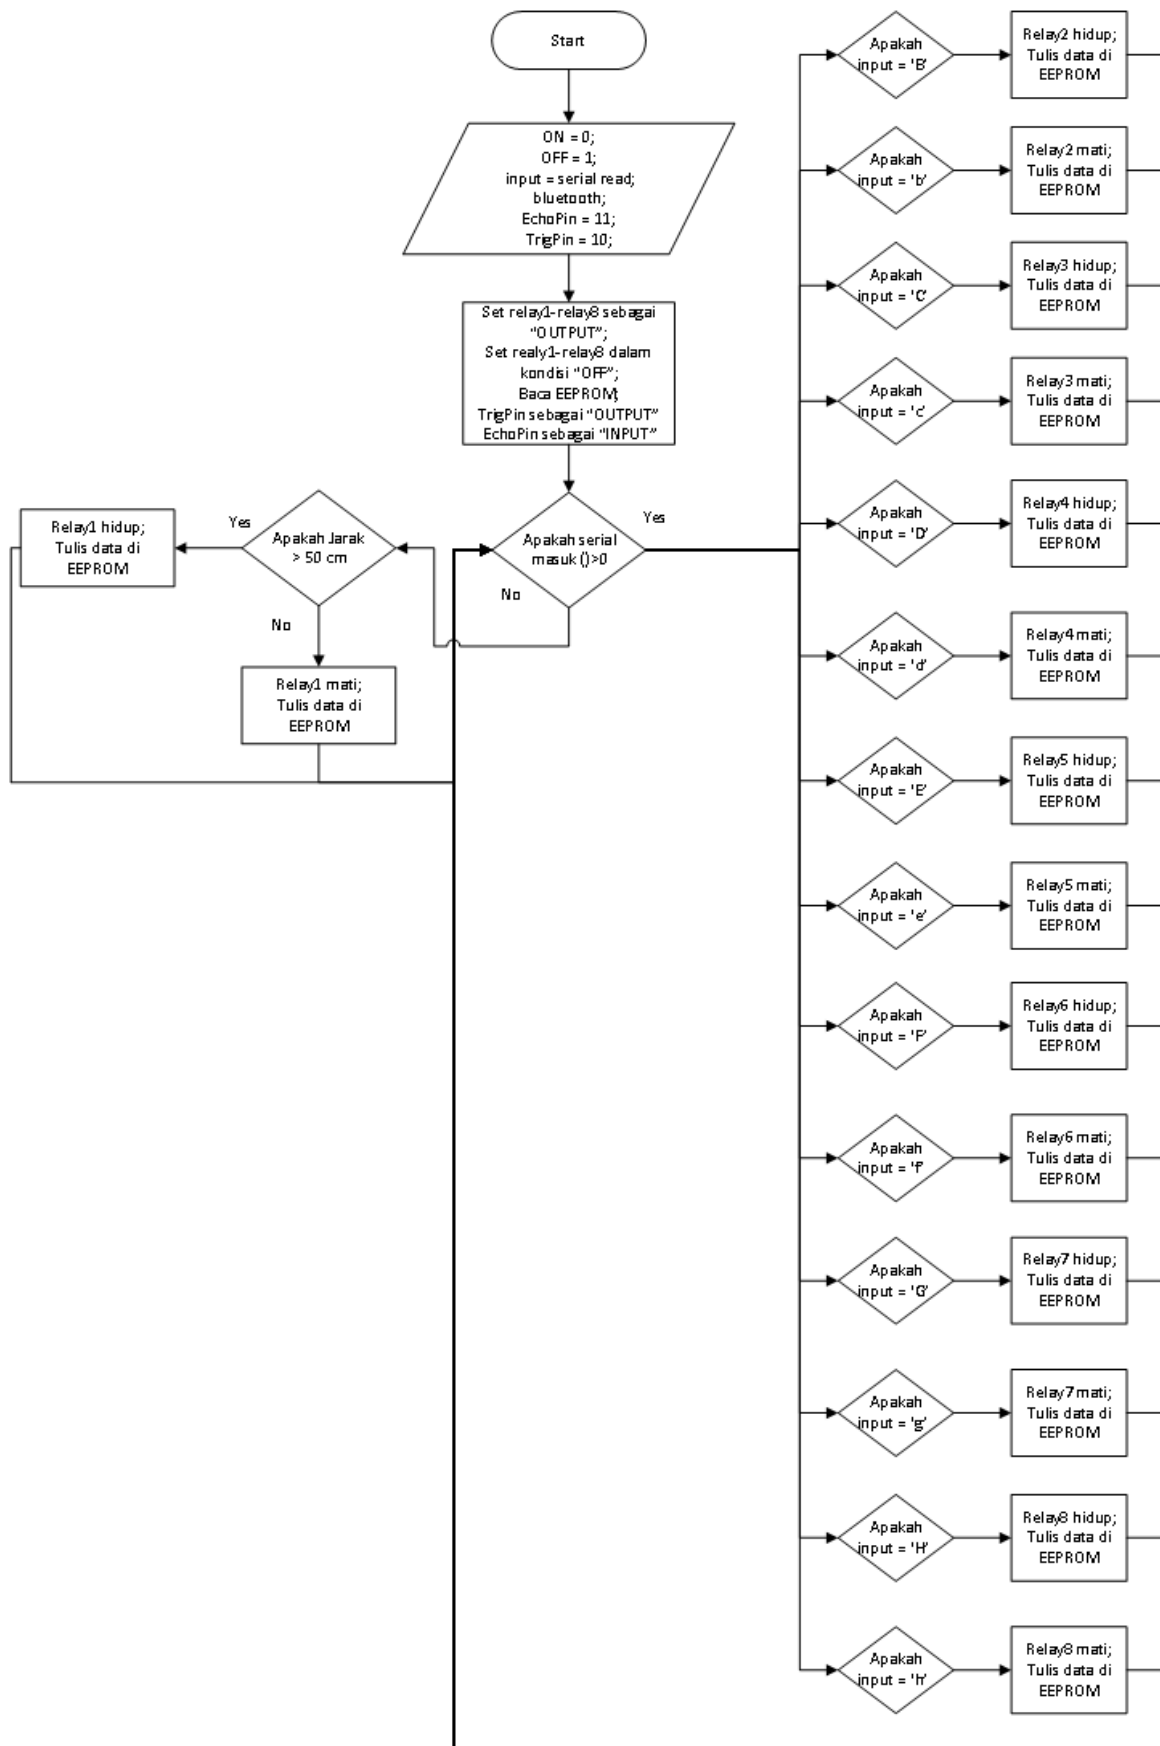 Start
ON = 0;
OFF = 1;
input = serial read;
bluetooth;
EchoPin = 11;
TrigPin = 10;
Set relay1-relay8 sebagai
"OUTPUT";
Set realy1-relay8 dalam
kondisi "OFF";
Baca EEPROM;
TrigPin sebagai "OUTPUT"
EchoPin sebagai "INPUT"
Apakah serial
masuk ()>0
Yes
No
Apakah Jarak
> 50 cm
Yes
No
Relay1 hidup;
Tulis data di
EEPROM
Relay1 mati;
Tulis data di
EEPROM
Apakah
input = 'B'
Relay2 hidup;
Tulis data di
EEPROM
Apakah
input = 'b'
Relay2 mati;
Tulis data di
EEPROM
Apakah
input = 'C'
Relay3 hidup;
Tulis data di
EEPROM
Apakah
input = 'c'
Relay3 mati;
Tulis data di
EEPROM
Apakah
input = 'D'
Relay4 hidup;
Tulis data di
EEPROM
Apakah
input = 'd'
Relay4 mati;
Tulis data di
EEPROM
Apakah
input = 'E'
Relay5 hidup;
Tulis data di
EEPROM
Apakah
input = 'e'
Relay5 mati;
Tulis data di
EEPROM
Apakah
input = 'F'
Relay6 hidup;
Tulis data di
EEPROM
Apakah
input = 'f'
Relay6 mati;
Tulis data di
EEPROM
Apakah
input = 'G'
Relay7 hidup;
Tulis data di
EEPROM
Apakah
input = 'g'
Relay7 mati;
Tulis data di
EEPROM
Apakah
input = 'H'
Relay8 hidup;
Tulis data di
EEPROM
Apakah
input = 'h'
Relay8 mati;
Tulis data di
EEPROM